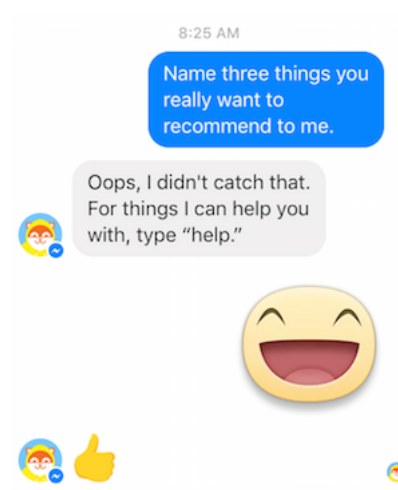 8:25 AM
Name three things you
really want to
recommend to me.
Oops, I didn't catch that.
For things I can help you
with, type “help.”